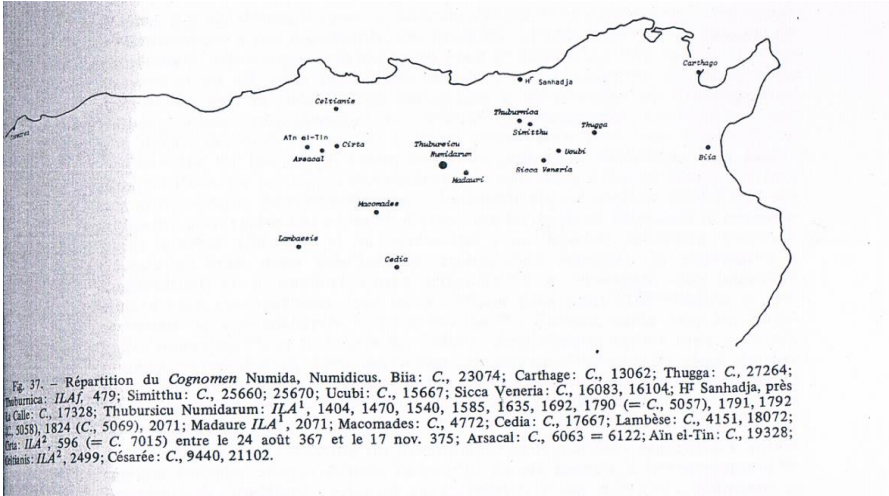 Carthago
Hr Sanhadja
Celtianis
Thuburnica
Simitthu
Thugga
Aïn el-Tin
Arsacal
Cirta
Thubursicu
Numidarum
Ucubi
Biia
Sicca Veneria
Madauri
Macomades
Lambaesis
Cedia
Fg. 37. – Répartition du Cognomen Numida, Numidicus. Biia: C., 23074; Carthage: C., 13062; Thugga: C., 27264;
Thuburnica: ILAf, 479; Simitthu: C., 25660; 25670; Ucubi: C., 15667; Sicca Veneria: C., 16083, 16104; Hr Sanhadja, près
la Calle: C., 17328; Thubursicu Numidarum: ILA1, 1404, 1470, 1540, 1585, 1635, 1692, 1790 (= C., 5057), 1791, 1792
C., 5058), 1824 (C., 5069), 2071; Madaure ILA1, 2071; Macomades: C., 4772; Cedia: C., 17667; Lambèse: C., 4151, 18072;
Cirta: ILA2, 596 (= C. 7015) entre le 24 août 367 et le 17 nov. 375; Arsacal: C., 6063 = 6122; Aïn el-Tin: C., 19328;
Celtianis: ILA2, 2499; Césarée: C., 9440, 21102.